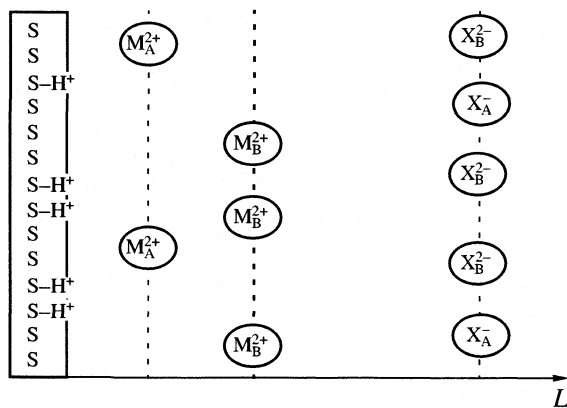 S M_A^{2+} X_B^{2–}
S
S–H⁺
S X_A^–
S M_B^{2+}
S
S–H⁺ X_B^{2–}
S–H⁺ M_B^{2+}
S M_A^{2+}
S X_B^{2–}
S–H⁺
S–H⁺
S M_B^{2+} X_A^–
S
L